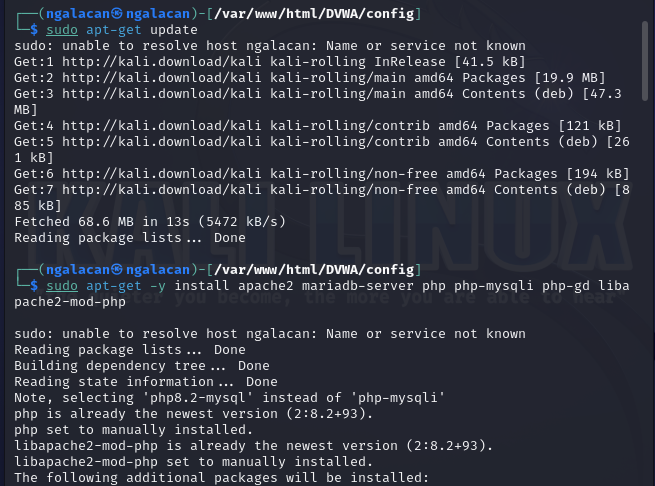 ┌──(ngalacan㉿ngalacan)-[/var/www/html/DVWA/config]
└─$ sudo apt-get update
sudo: unable to resolve host ngalacan: Name or service not known
Get:1 http://kali.download/kali kali-rolling InRelease [41.5 kB]
Get:2 http://kali.download/kali kali-rolling/main amd64 Packages [19.9 MB]
Get:3 http://kali.download/kali kali-rolling/main amd64 Contents (deb) [47.3
MB]
Get:4 http://kali.download/kali kali-rolling/contrib amd64 Packages [121 kB]
Get:5 http://kali.download/kali kali-rolling/contrib amd64 Contents (deb) [26
1 kB]
Get:6 http://kali.download/kali kali-rolling/non-free amd64 Packages [194 kB]
Get:7 http://kali.download/kali kali-rolling/non-free amd64 Contents (deb) [8
85 kB]
Fetched 68.6 MB in 13s (5472 kB/s)
Reading package lists... Done
KALI LINUX
┌──(ngalacan㉿ngalacan)-[/var/www/html/DVWA/config]
└─$ sudo apt-get -y install apache2 mariadb-server php php-mysqli php-gd liba
pache2-mod-php
you become, the more you are able to hear
sudo: unable to resolve host ngalacan: Name or service not known
Reading package lists... Done
Building dependency tree... Done
Reading state information... Done
Note, selecting 'php8.2-mysql' instead of 'php-mysqli'
php is already the newest version (2:8.2+93).
php set to manually installed.
libapache2-mod-php is already the newest version (2:8.2+93).
libapache2-mod-php set to manually installed.
The following additional packages will be installed: